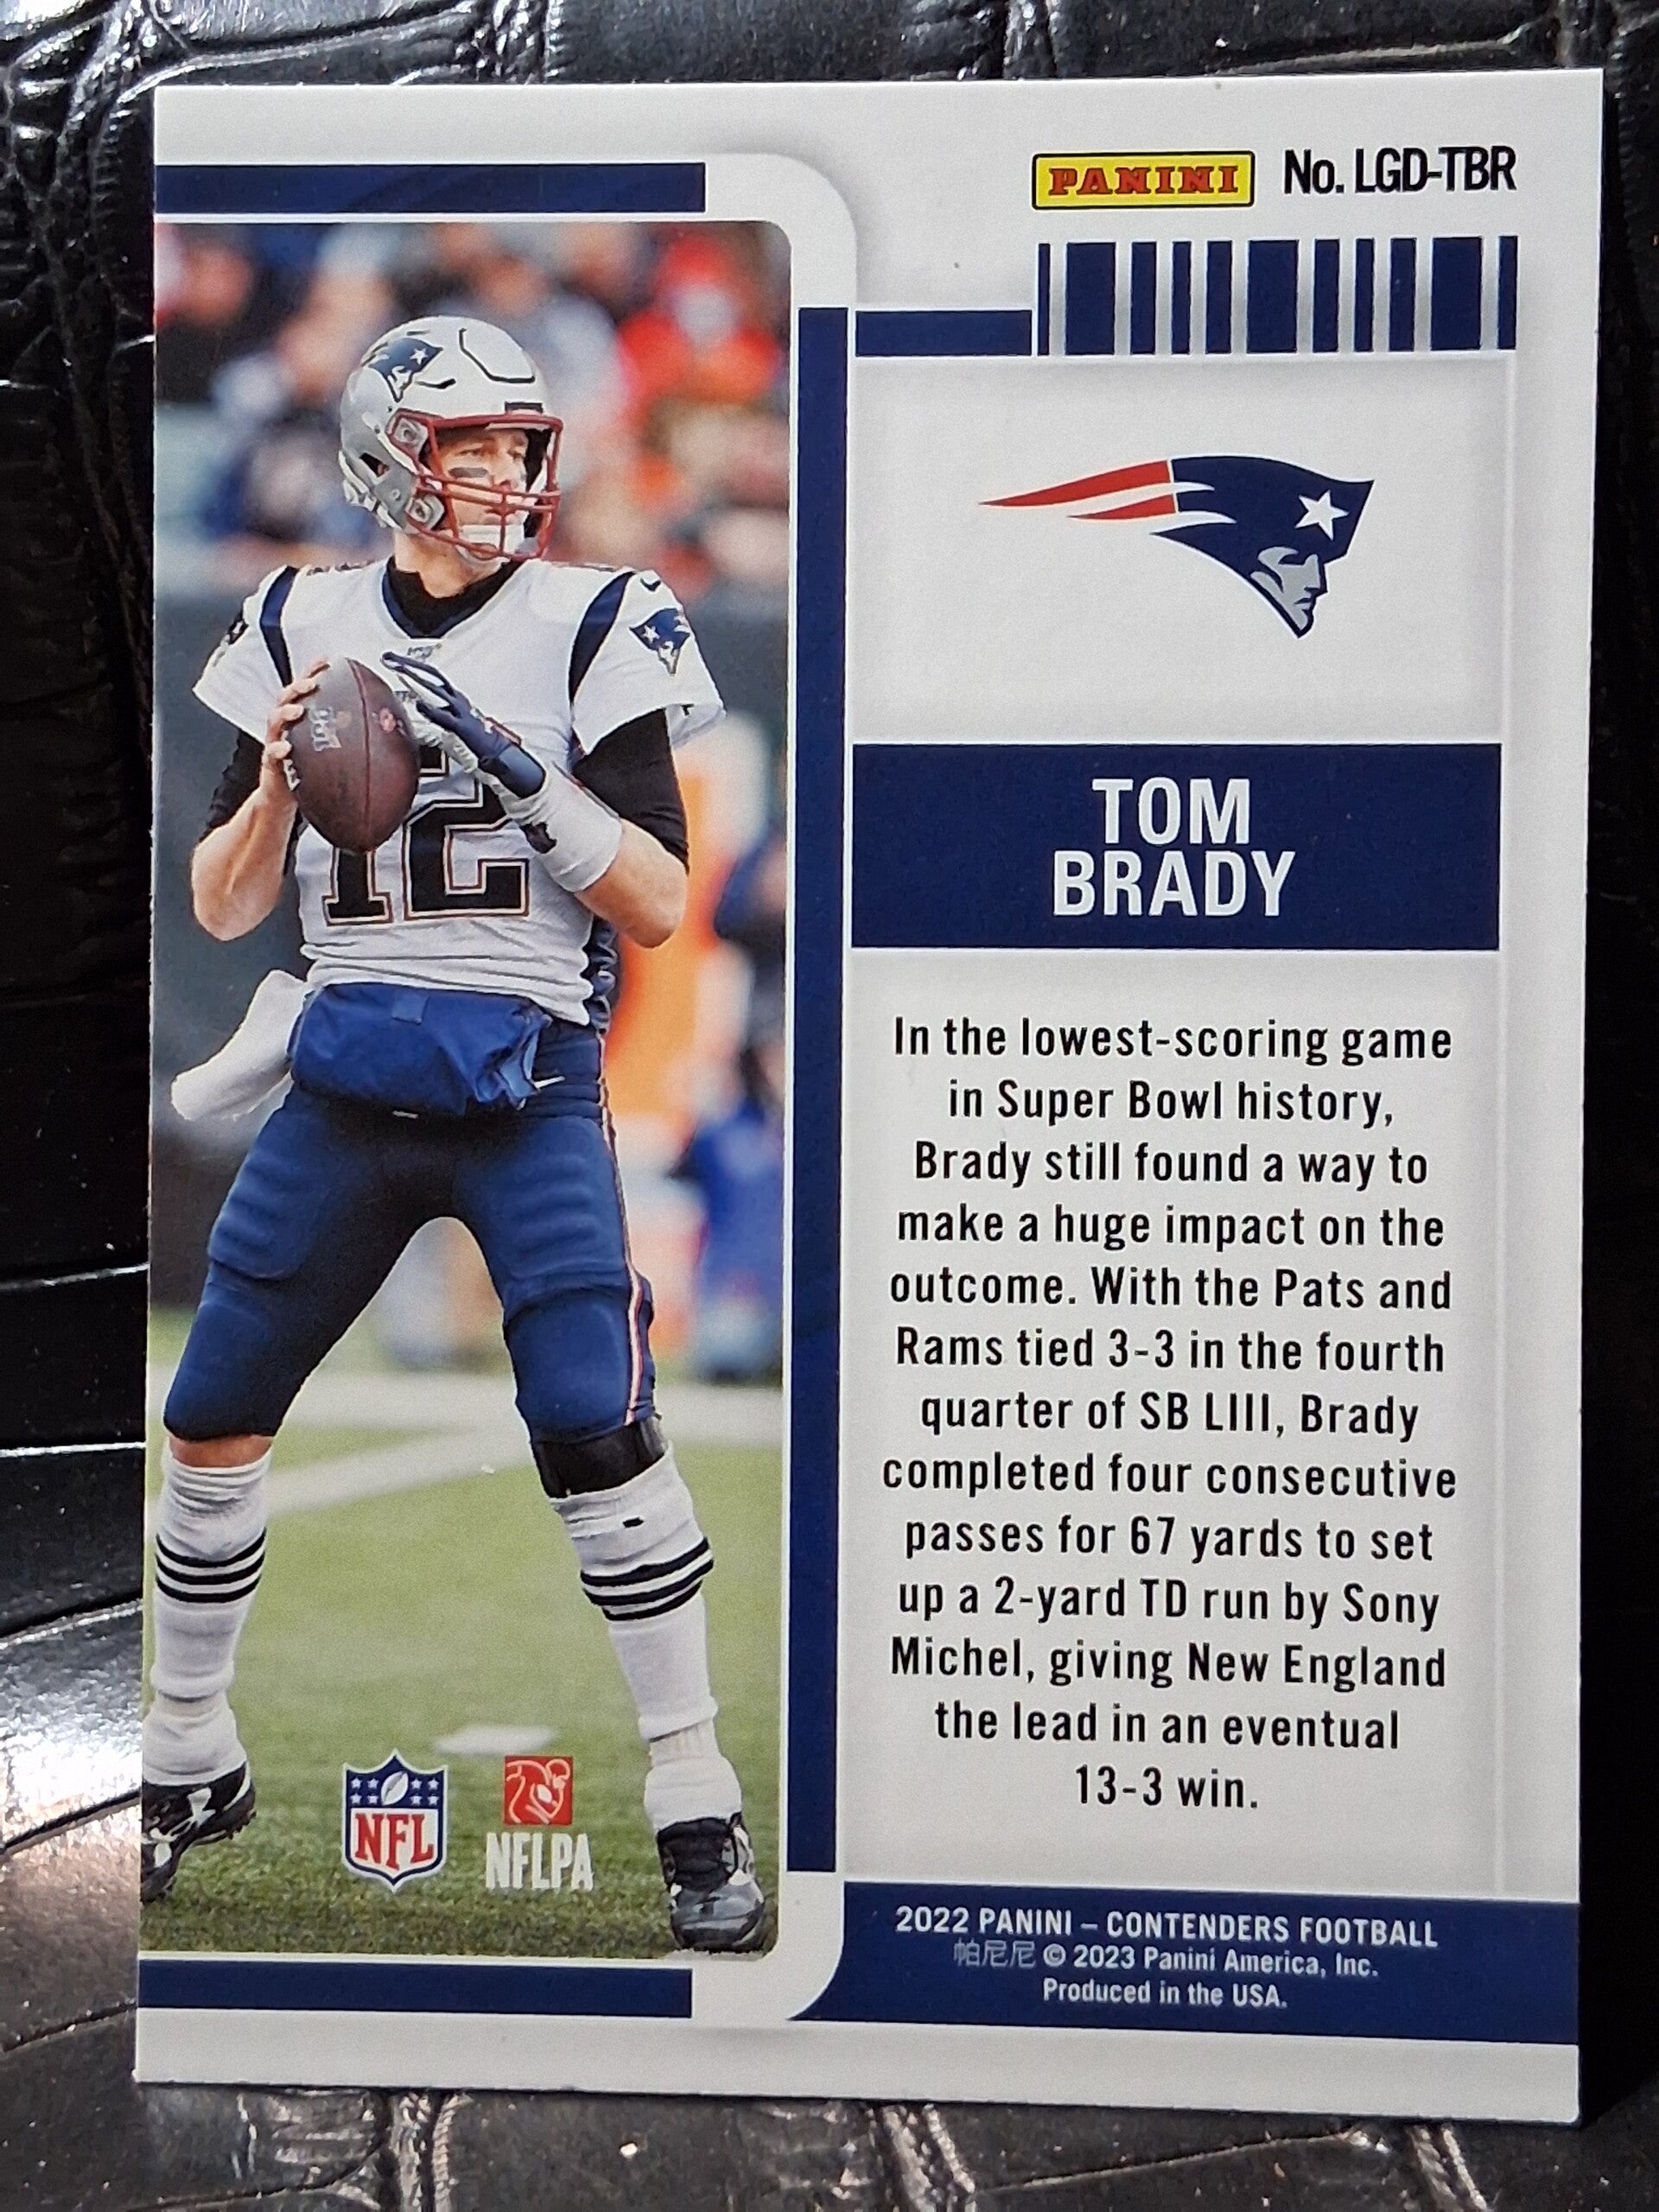 PANINI No. LGD-TBR
TOM
BRADY
In the lowest-scoring game
in Super Bowl history,
Brady still found a way to
make a huge impact on the
outcome. With the Pats and
Rams tied 3-3 in the fourth
quarter of SB LIII, Brady
completed four consecutive
passes for 67 yards to set
up a 2-yard TD run by Sony
Michel, giving New England
the lead in an eventual
13-3 win.
12
NFL
NFLPA
2022 PANINI – CONTENDERS FOOTBALL
帕尼尼 © 2023 Panini America, Inc.
Produced in the USA.